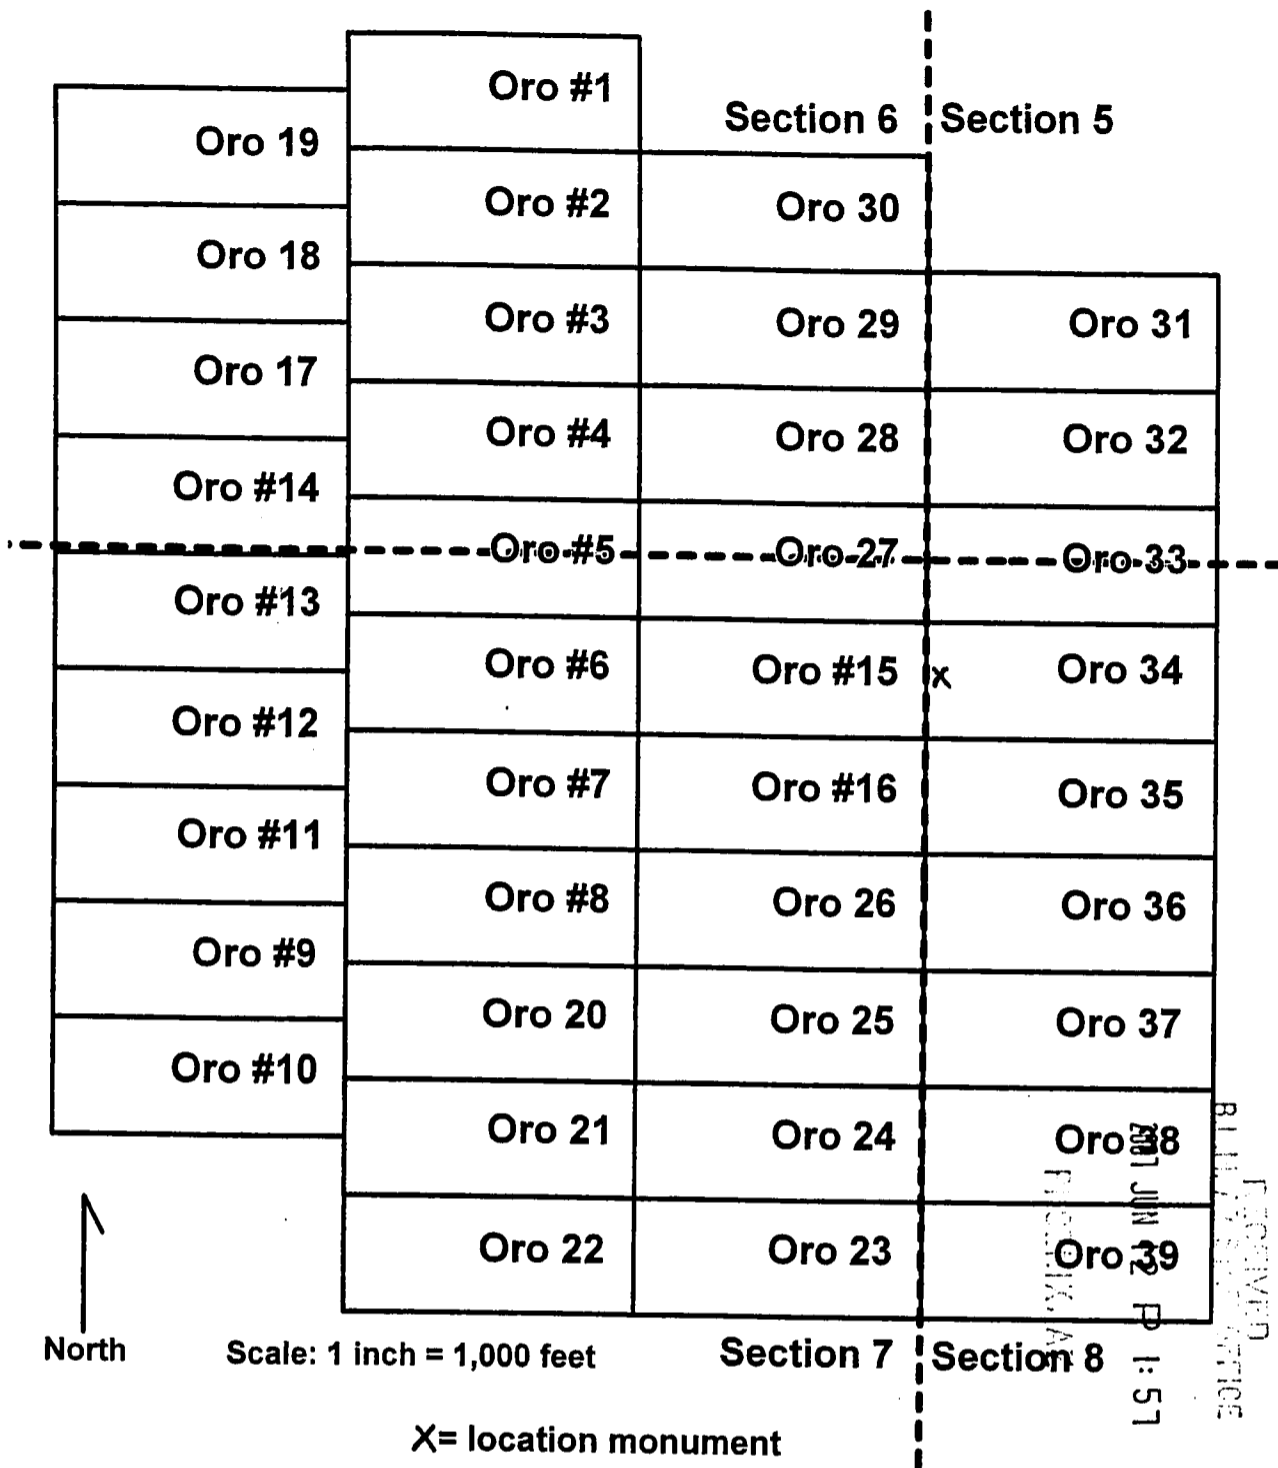 Oro #1
Section 6 Section 5
Oro 19
Oro #2 Oro 30
Oro 18
Oro #3 Oro 29 Oro 31
Oro 17
Oro #4 Oro 28 Oro 32
Oro #14
Oro #5 Oro 27 Oro 33
Oro #13
Oro #6 Oro #15 x Oro 34
Oro #12
Oro #7 Oro #16 Oro 35
Oro #11
Oro #8 Oro 26 Oro 36
Oro #9
Oro 20 Oro 25 Oro 37
Oro #10
Oro 21 Oro 24 Oro 38
Oro 22 Oro 23 Oro 39
North
Scale: 1 inch = 1,000 feet
Section 7 Section 8
X= location monument
RECEIVED
JUN 12 P 1:51